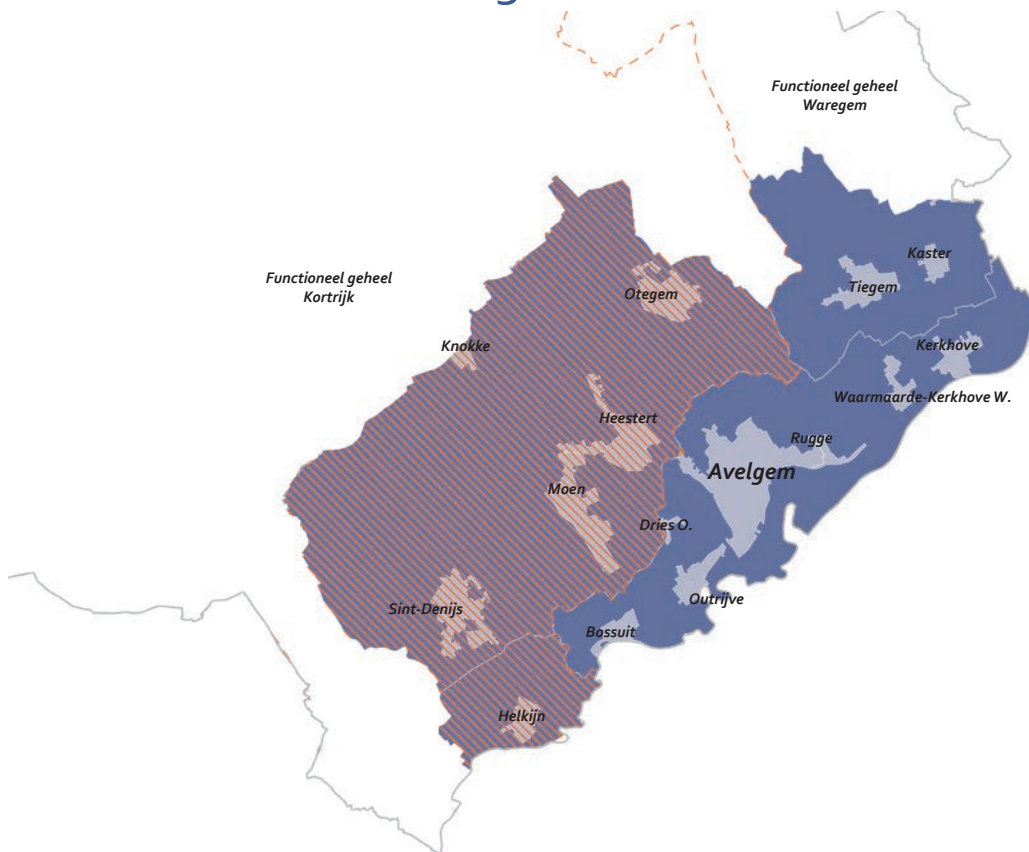 g
Functioneel geheel
Waregem
Functioneel geheel
Kortrijk
Kaster
Tiegem
Otegem
Knokke
Kerkhove
Waarmaarde-Kerkhove W.
Heestert
Rugge
Avelgem
Moen
Dries O.
Outrijve
Sint-Denijs
Bossuit
Helkijn